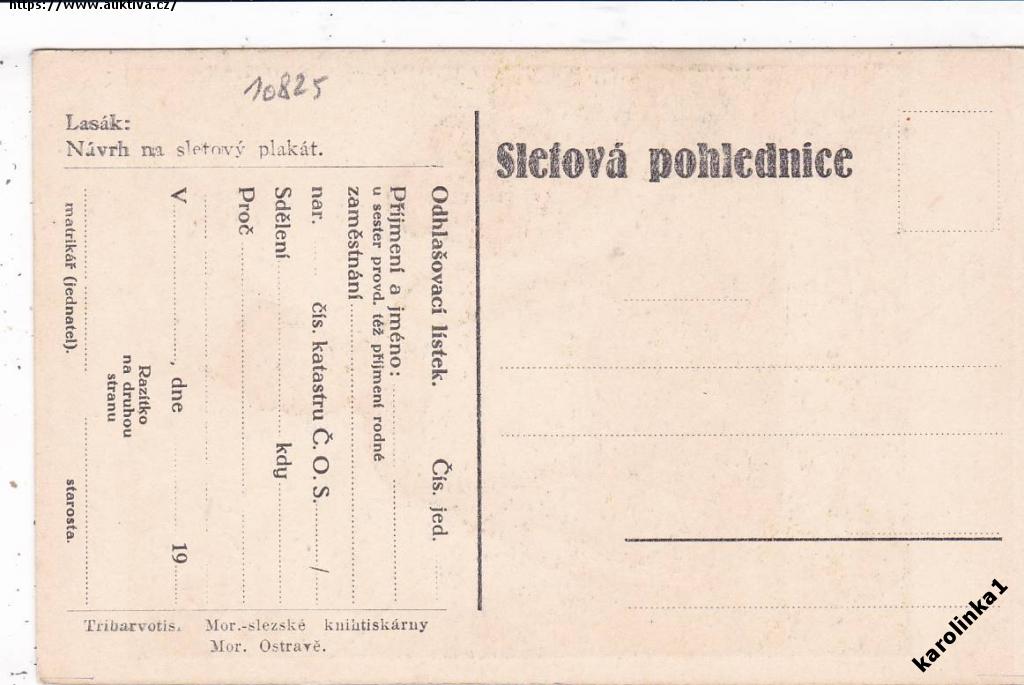 https://www.auktiva.cz/
10825
Lasák:
Návrh na sletový plakát.
Sletová pohlednice
Odhlašovací lístek. Čís. jed.
Příjmení a jméno:
u sester provd. též příjmení rodné
zaměstnání
nar. čís. katastru Č. O. S. /
Sdělení kdy
Proč
V , dne 19
Razítko
na druhou
stranu
matrikář (jednatel). starosta.
Tribarvotis. Mor.-slezské knihtiskárny
Mor. Ostravě.
karolinka1